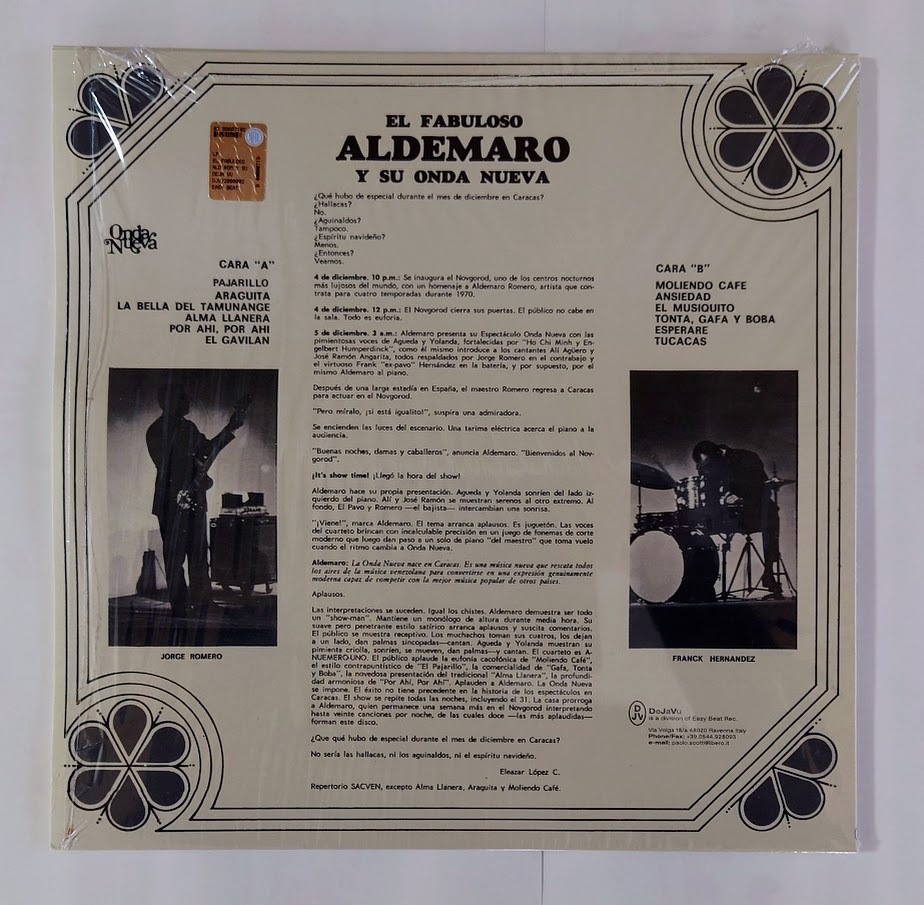 EL FABULOSO
ALDEMARO
Y SU ONDA NUEVA
LP
EL FABULOSO
EASY BEAT
Onda
Nueva
CARA "A"
PAJARILLO
ARAGUITA
LA BELLA DEL TAMUNANGE
ALMA LLANERA
POR AHI, POR AHI
EL GAVILAN
¿Qué hubo de especial durante el mes de diciembre en Caracas?
¿Hallacas?
No.
¿Aguinaldos?
Tampoco.
¿Espíritu navideño?
Menos.
¿Entonces?
Veamos.
4 de diciembre. 10 p.m.: Se inaugura el Novgorod, uno de los centros nocturnos
más lujosos del mundo, con un homenaje a Aldemaro Romero, artista que con-
trata para cuatro temporadas durante 1970.
4 de diciembre. 12 p.m.: El Novgorod cierra sus puertas. El público no cabe en
la sala. Todo es euforia.
5 de diciembre. 3 a.m.: Aldemaro presenta su Espectáculo Onda Nueva con las
pimientosas voces de Agueda y Yolanda, fortalecidas por "Ho Chi Minh y En-
gelbert Humperdinck", como él mismo introduce a los cantantes Alí Agüero y
José Ramón Angarita, todos respaldados por Jorge Romero en el contrabajo y
el virtuoso Frank "ex-pavo" Hernández en la batería, y por supuesto, por el
mismo Aldemaro al piano.
Después de una larga estadía en España, el maestro Romero regresa a Caracas
para actuar en el Novgorod.
"Pero míralo, ¡si está igualito!", suspira una admiradora.
Se encienden las luces del escenario. Una tarima eléctrica acerca el piano a la
audiencia.
"Buenas noches, damas y caballeros", anuncia Aldemaro. "Bienvenidos al Nov-
gorod".
¡It's show time! ¡Llegó la hora del show!
Aldemaro hace su propia presentación. Agueda y Yolanda sonríen del lado iz-
quierdo del piano. Alí y José Ramón se muestran serenos al otro extremo. Al
fondo, El Pavo y Romero —el bajista— intercambian una sonrisa.
"¡Viene!", marca Aldemaro. El tema arranca aplausos. Es juguetón. Las voces
del cuarteto brincan con incalculable precisión en un juego de fonemas de corte
moderno que luego dan paso a un solo de piano "del maestro" que toma vuelo
cuando el ritmo cambia a Onda Nueva.
Aldemaro: La Onda Nueva nace en Caracas. Es una música nueva que rescata todos
los aires de la música venezolana para convertirse en una expresión genuinamente
moderna capaz de competir con la mejor música popular de otros países.
Aplausos.
Las interpretaciones se suceden. Igual los chistes. Aldemaro demuestra ser todo
un "show-man". Mantiene un monólogo de altura durante media hora. Su
suave pero penetrante estilo satírico arranca aplausos y suscita comentarios.
El público se muestra receptivo. Los muchachos toman sus cuatros, los dejan
a un lado, dan palmas sincopadas—cantan. Agueda y Yolanda muestran su
pimienta criolla, sonríen, se mueven, dan palmas—y cantan. El cuarteto es A-
NUEMERO-UNO. El público aplaude la eufonía cacofónica de "Moliendo Café",
el estilo contrapuntístico de "El Pajarillo", la comercialidad de "Gafa, Tonta
y Boba", la novedosa presentación del tradicional "Alma Llanera", la profundi-
dad armoniosa de "Por Ahí, Por Ahí". Aplauden a Aldemaro. La Onda Nueva
se impone. El éxito no tiene precedente en la historia de los espectáculos en
Caracas. El show se repite todas las noches, incluyendo el 31. La casa prorroga
a Aldemaro, quien permanece una semana más en el Novgorod interpretando
hasta veinte canciones por noche, de las cuales doce —las más aplaudidas—
forman este disco.
¿Que qué hubo de especial durante el mes de diciembre en Caracas?
No sería las hallacas, ni los aguinaldos, ni el espíritu navideño.
Eleazar López C.
Repertorio SACVEN, excepto Alma Llanera, Araquita y Moliendo Café.
CARA "B"
MOLIENDO CAFE
ANSIEDAD
EL MUSIQUITO
TONTA, GAFA Y BOBA
ESPERARE
TUCACAS
JORGE ROMERO
FRANCK HERNANDEZ
DJV
DeJaVu
is a division of Easy Beat Rec.
Via Volga 16/a 48020 Ravenna Italy
Phone/Fax: +39.0544.928093
e-mail: paolo.scotti@libero.it